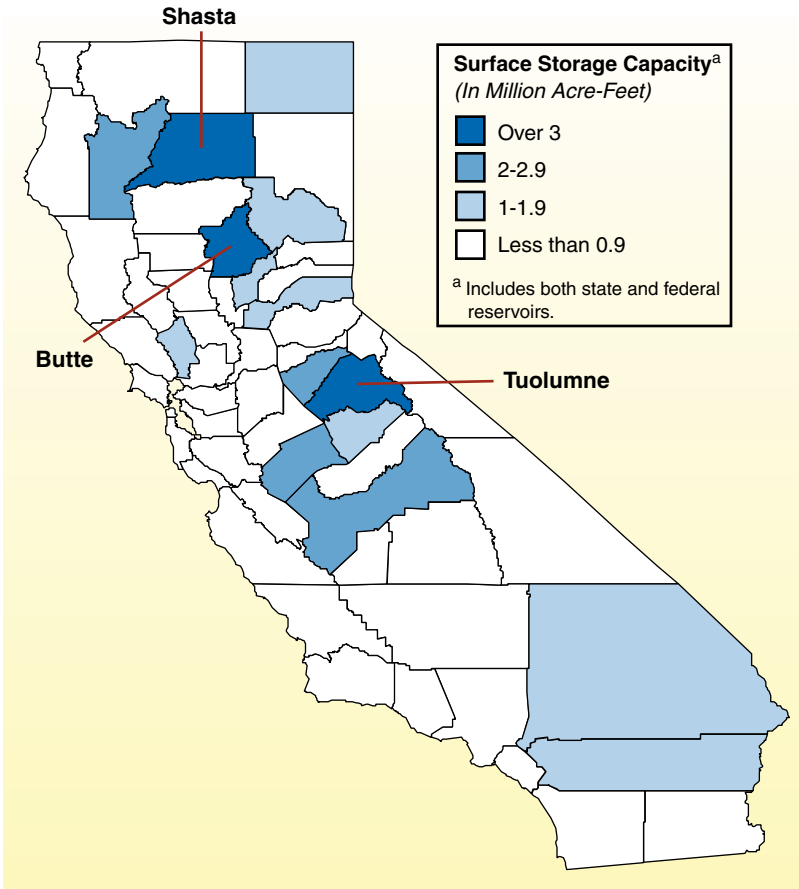 Shasta
Surface Storage Capacitya
(In Million Acre-Feet)
Over 3
2-2.9
1-1.9
Less than 0.9
a Includes both state and federal
reservoirs.
Butte
Tuolumne